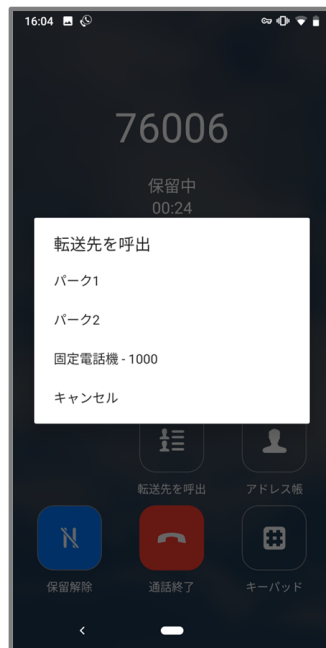 16:04
76006
保留中
00:24
転送先を呼出
パーク1
パーク2
固定電話機 - 1000
キャンセル
転送先を呼出 アドレス帳
保留解除 通話終了 キーパッド